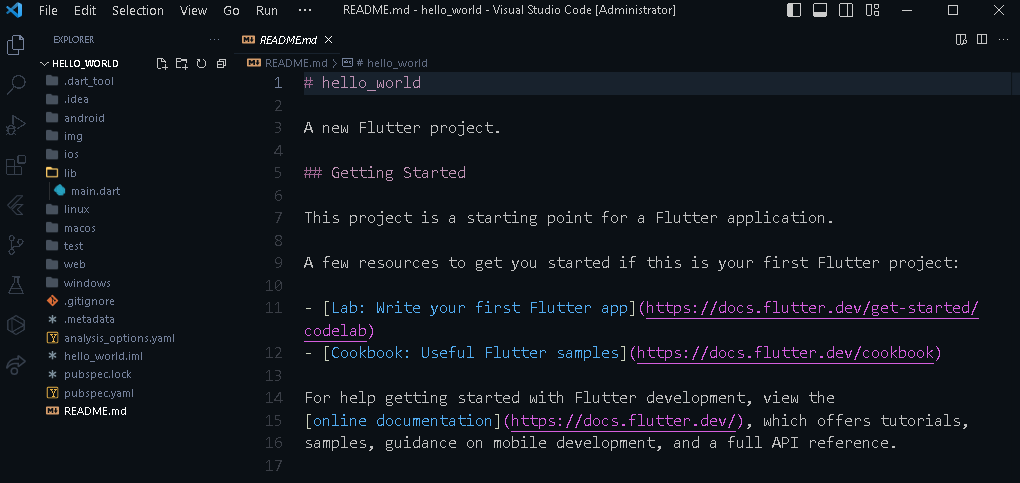 File Edit Selection View Go Run ··· README.md - hello_world - Visual Studio Code [Administrator]
EXPLORER ···
HELLO_WORLD
.dart_tool
.idea
android
img
ios
lib
main.dart
linux
macos
test
web
windows
.gitignore
.metadata
analysis_options.yaml
hello_world.iml
pubspec.lock
pubspec.yaml
README.md
README.md
README.md > # hello_world
1 # hello_world
2
3 A new Flutter project.
4
5 ## Getting Started
6
7 This project is a starting point for a Flutter application.
8
9 A few resources to get you started if this is your first Flutter project:
10
11 - [Lab: Write your first Flutter app](https://docs.flutter.dev/get-started/
codelab)
12 - [Cookbook: Useful Flutter samples](https://docs.flutter.dev/cookbook)
13
14 For help getting started with Flutter development, view the
15 [online documentation](https://docs.flutter.dev/), which offers tutorials,
16 samples, guidance on mobile development, and a full API reference.
17